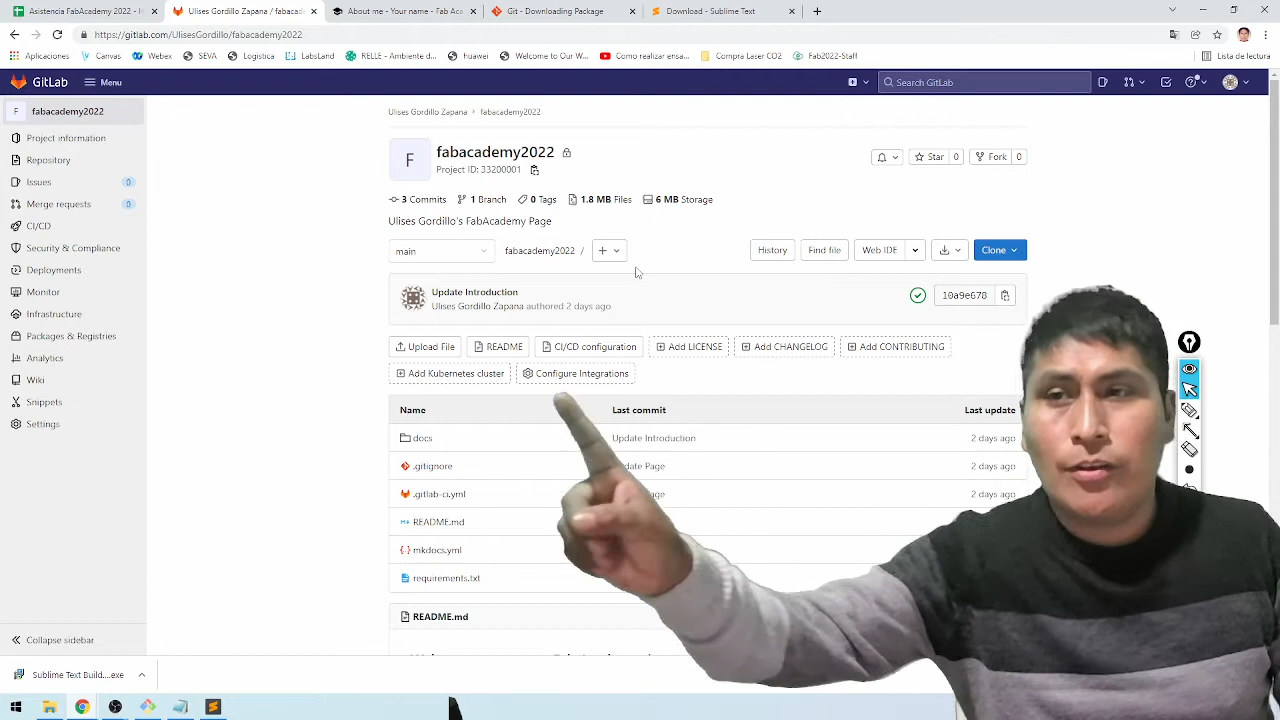 Asistencia FabAcademy 2022 - H
Ulises Gordillo Zapana / fabacad
About me - Your name - Fab Aca
Git - Downloading Package
Download - Sublime Text
https://gitlab.com/UlisesGordillo/fabacademy2022
Aplicaciones
Canvas
Webex
SEVA
Logistica
LabsLand
RELLE - Ambiente d...
huawei
Welcome to Our W...
Como realizar ensa...
Compra Laser CO2
Fab2022-Staff
Lista de lectura
GitLab
Menu
Search GitLab
F
fabacademy2022
Project information
Repository
Issues
0
Merge requests
0
CI/CD
Security & Compliance
Deployments
Monitor
Infrastructure
Packages & Registries
Analytics
Wiki
Snippets
Settings
Collapse sidebar
Ulises Gordillo Zapana > fabacademy2022
F
fabacademy2022
Project ID: 33200001
Star 0
Fork 0
3 Commits
1 Branch
0 Tags
1.8 MB Files
6 MB Storage
Ulises Gordillo's FabAcademy Page
main
fabacademy2022 /
History
Find file
Web IDE
Clone
Update Introduction
Ulises Gordillo Zapana authored 2 days ago
10a9e678
Upload File
README
CI/CD configuration
Add LICENSE
Add CHANGELOG
Add CONTRIBUTING
Add Kubernetes cluster
Configure Integrations
Name
Last commit
Last update
docs
Update Introduction
2 days ago
.gitignore
Page
2 days ago
.gitlab-ci.yml
2 days ago
README.md
mkdocs.yml
requirements.txt
README.md
Sublime Text Build....exe